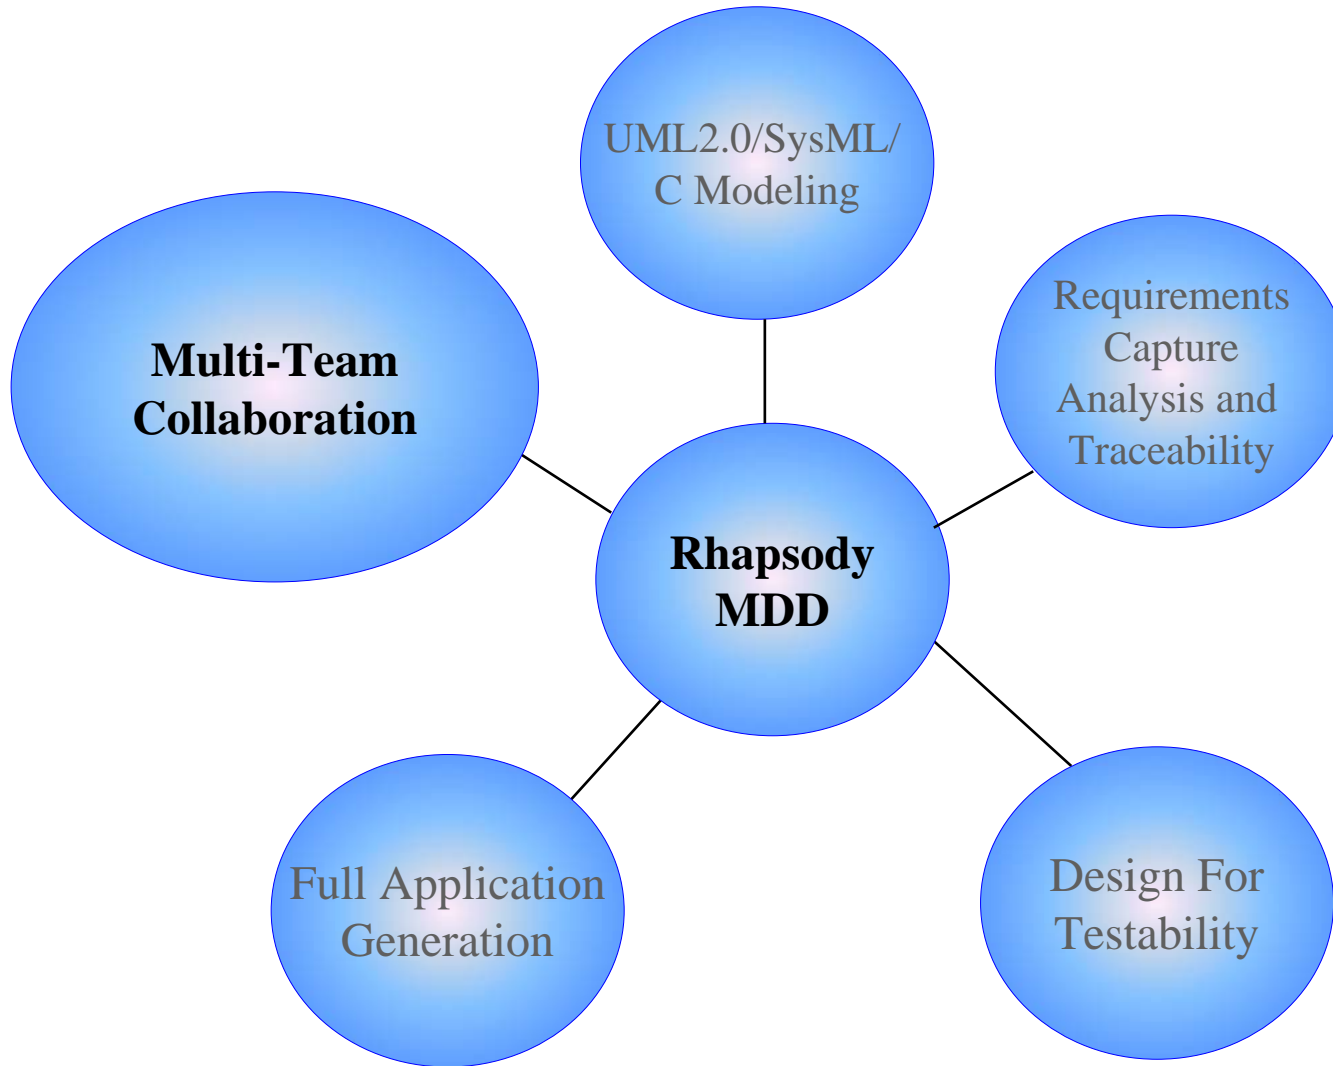 UML2.0/SysML/
C Modeling
Multi-Team
Collaboration
Requirements
Capture
Analysis and
Traceability
Rhapsody
MDD
Full Application
Generation
Design For
Testability